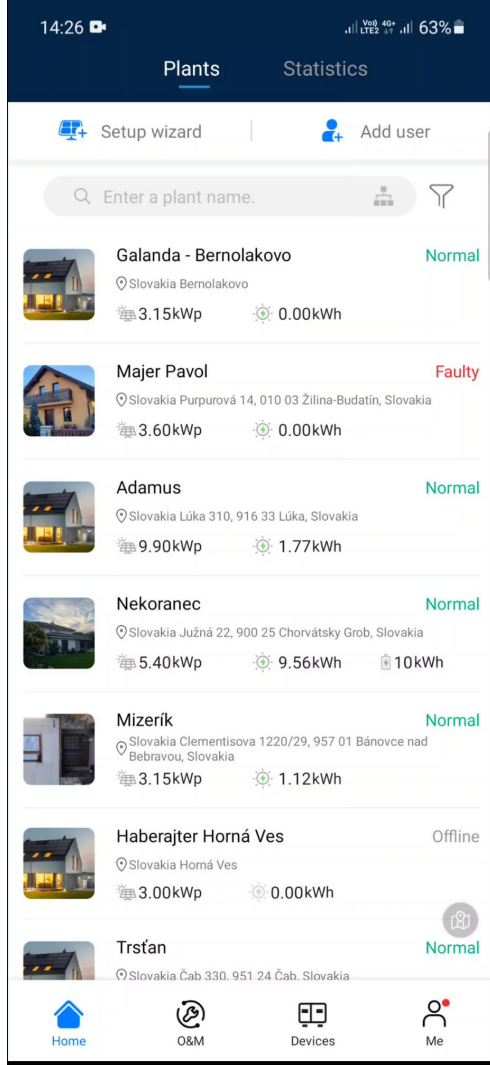 14:26
Vo)) 4G+ 63%
LTE2
Plants Statistics
Setup wizard Add user
Enter a plant name.
Galanda - Bernolakovo Normal
Slovakia Bernolakovo
3.15kWp 0.00kWh
Majer Pavol Faulty
Slovakia Purpurová 14, 010 03 Žilina-Budatín, Slovakia
3.60kWp 0.00kWh
Adamus Normal
Slovakia Lúka 310, 916 33 Lúka, Slovakia
9.90kWp 1.77kWh
Nekoranec Normal
Slovakia Južná 22, 900 25 Chorvátsky Grob, Slovakia
5.40kWp 9.56kWh 10kWh
Mizerík Normal
Slovakia Clementisova 1220/29, 957 01 Bánovce nad
Bebravou, Slovakia
3.15kWp 1.12kWh
Haberajter Horná Ves Offline
Slovakia Horná Ves
3.00kWp 0.00kWh
Trsťan Normal
Slovakia Čab 330, 951 24 Čab, Slovakia
Home O&M Devices Me